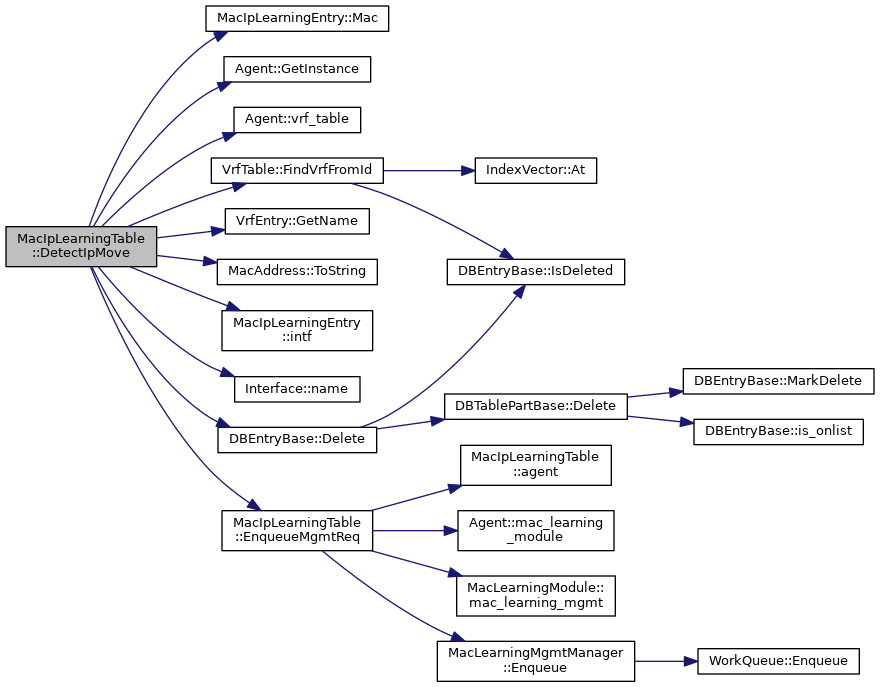 MacIpLearningEntry::Mac
Agent::GetInstance
Agent::vrf_table
VrfTable::FindVrfFromId
IndexVector::At
VrfEntry::GetName
MacIpLearningTable
::DetectIpMove
MacAddress::ToString
DBEntryBase::IsDeleted
MacIpLearningEntry
::intf
Interface::name
DBEntryBase::MarkDelete
DBTablePartBase::Delete
DBEntryBase::Delete
DBEntryBase::is_onlist
MacIpLearningTable
::agent
MacIpLearningTable
::EnqueueMgmtReq
Agent::mac_learning
_module
MacLearningModule::
mac_learning_mgmt
MacLearningMgmtManager
::Enqueue
WorkQueue::Enqueue